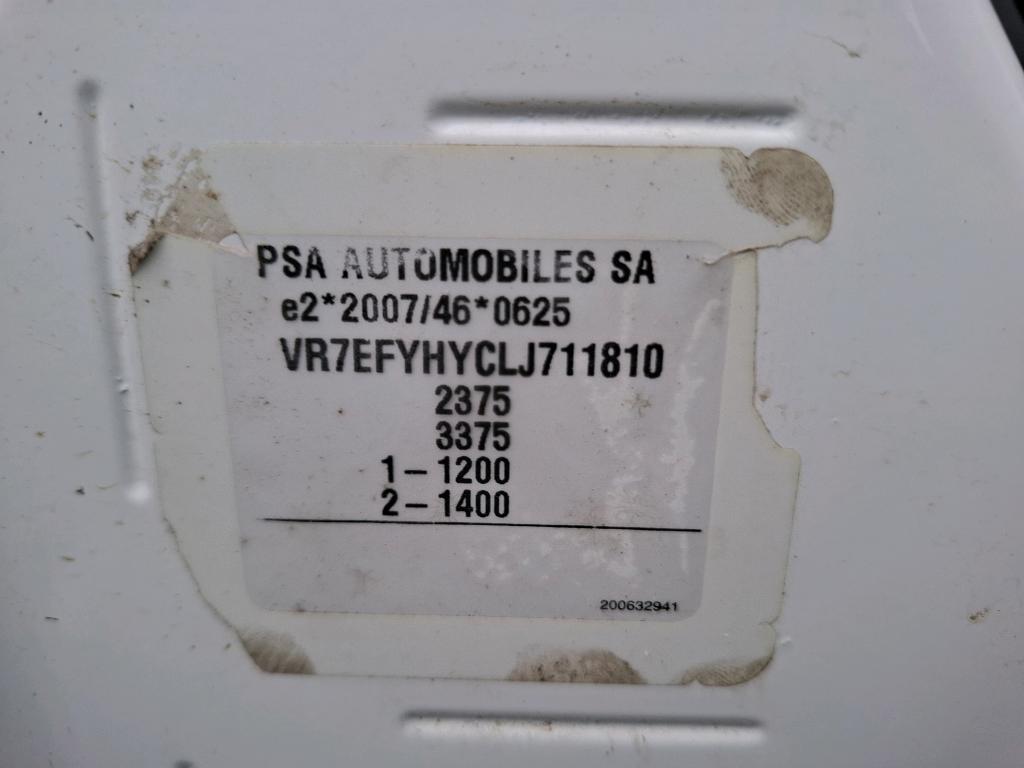 PSA AUTOMOBILES SA
e2*2007/46*0625
VR7EFYHYCLJ711810
2375
3375
1-1200
2-1400
200632941